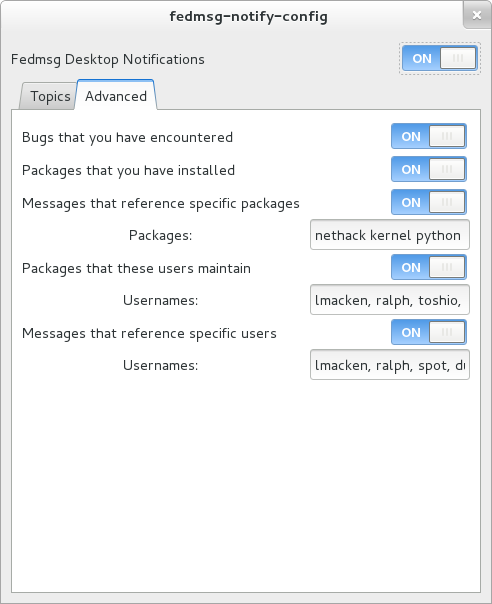 fedmsg-notify-config
Fedmsg Desktop Notifications ON
Topics Advanced
Bugs that you have encountered ON
Packages that you have installed ON
Messages that reference specific packages ON
Packages: nethack kernel python
Packages that these users maintain ON
Usernames: lmacken, ralph, toshio,
Messages that reference specific users ON
Usernames: lmacken, ralph, spot,